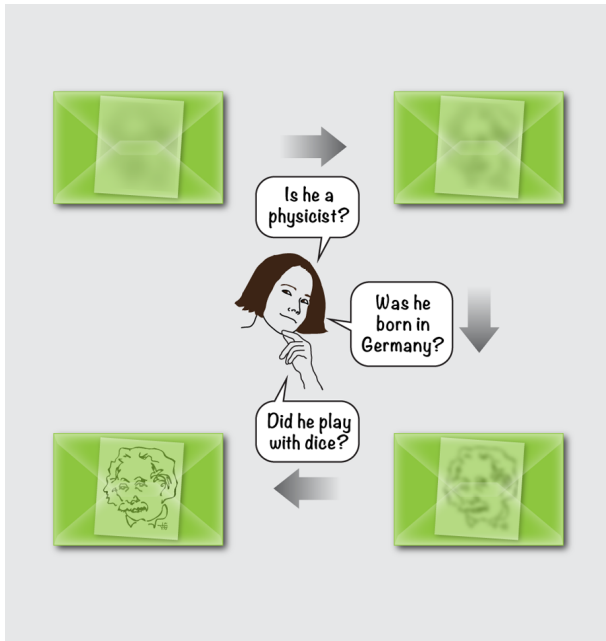 Is he a
physicist?
Was he
born in
Germany?
Did he play
with dice?